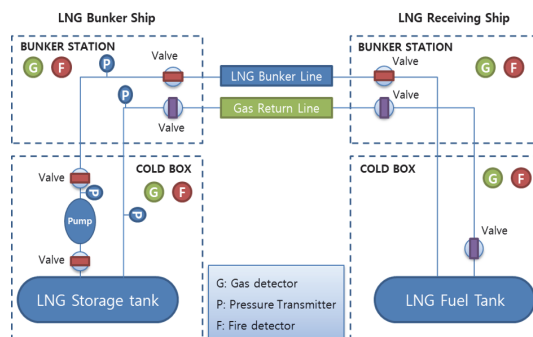 LNG Bunker Ship
LNG Receiving Ship
BUNKER STATION
G
F
P
P
Valve
Valve
LNG Bunker Line
Gas Return Line
BUNKER STATION
G
F
Valve
Valve
COLD BOX
G
F
Valve
P
Pump
P
Valve
LNG Storage tank
G: Gas detector
P: Pressure Transmitter
F: Fire detector
COLD BOX
G
F
Valve
LNG Fuel Tank